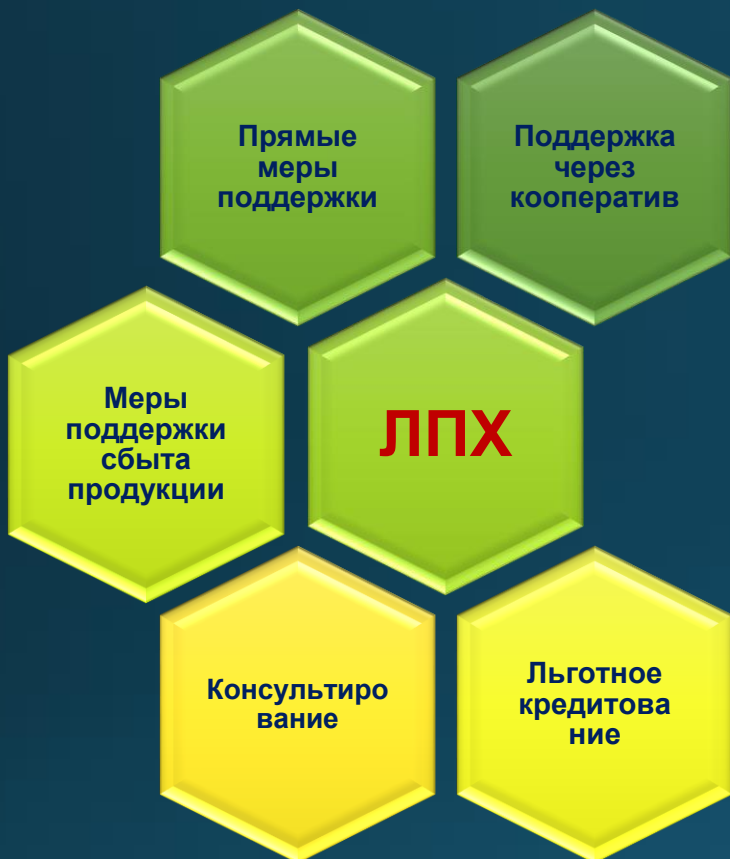 Прямые
меры
поддержки
Поддержка
через
кооператив
Меры
поддержки
сбыта
продукции
ЛПХ
Консультиро
вание
Льготное
кредитова
ние